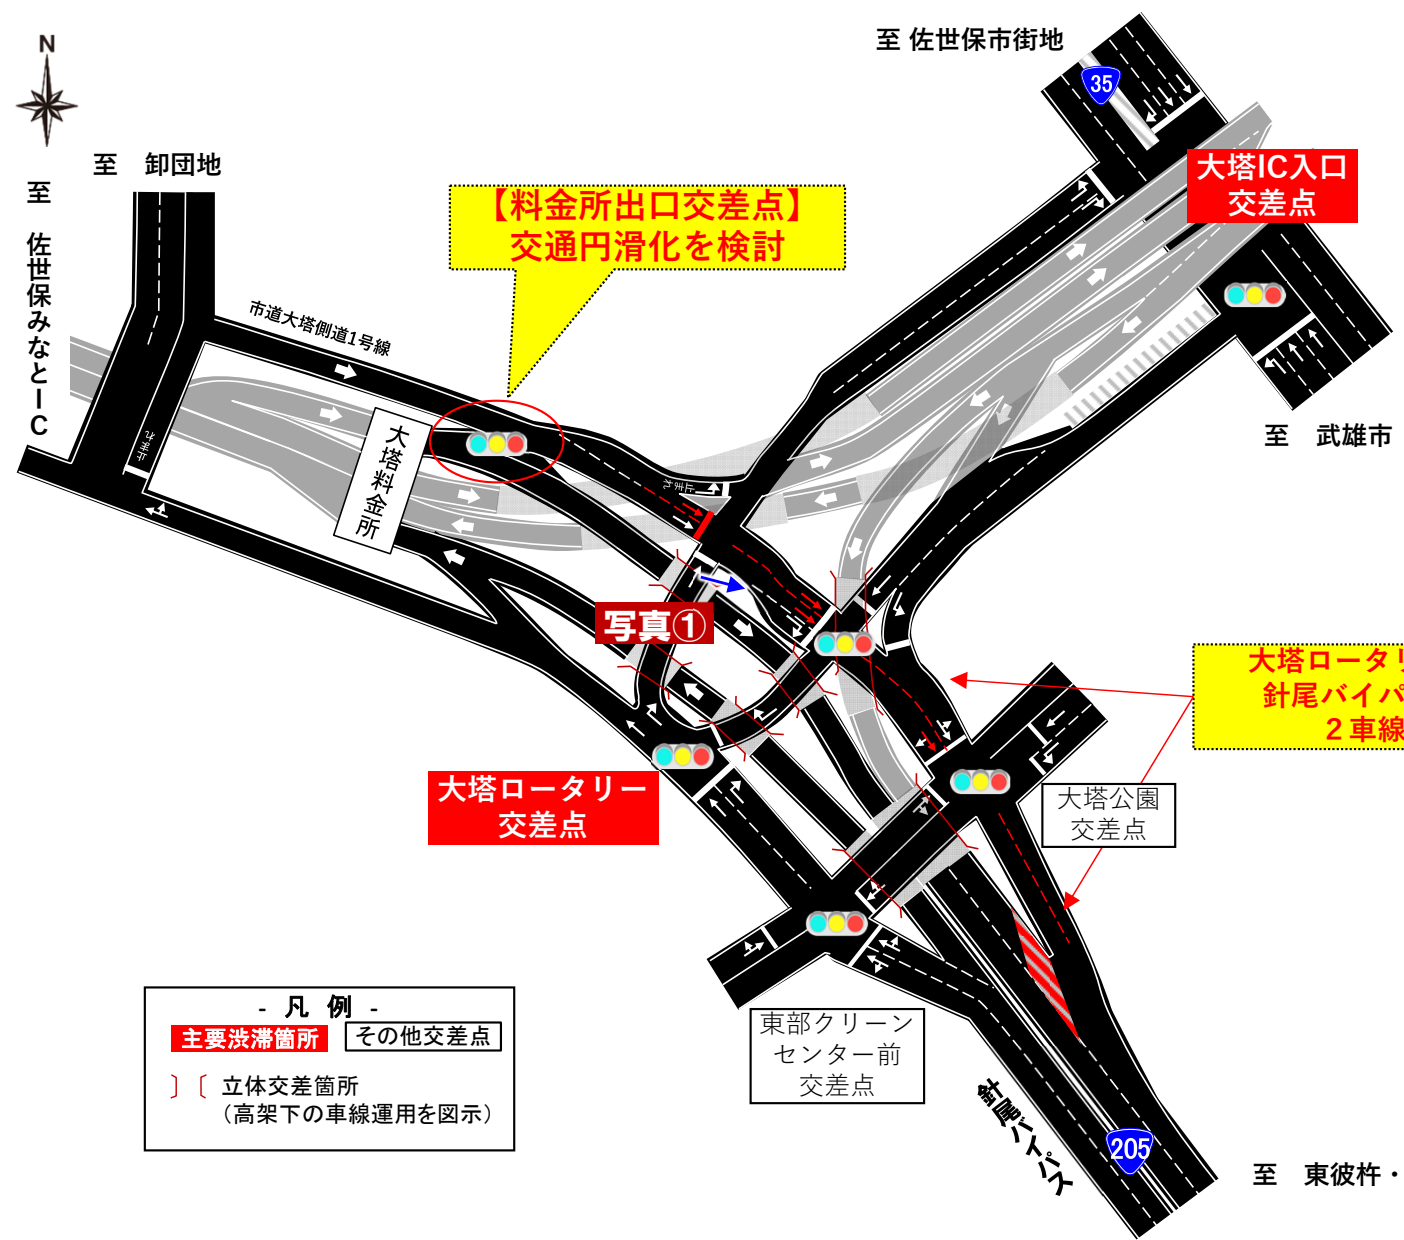 N
至 佐世保市街地
35
至 卸団地
至 佐世保みなとIC
大塔IC入口
交差点
【料金所出口交差点】
交通円滑化を検討
市道大塔側道1号線
大塔料金所
止まれ
止まれ
至 武雄市
写真①
大塔ロータリー
交差点
大塔ロータリ
針尾バイパ
2車線
大塔公園
交差点
東部クリーン
センター前
交差点
針尾バイパス
205
至 東彼杵・
- 凡 例 -
主要渋滞箇所
その他交差点
立体交差箇所
(高架下の車線運用を図示)